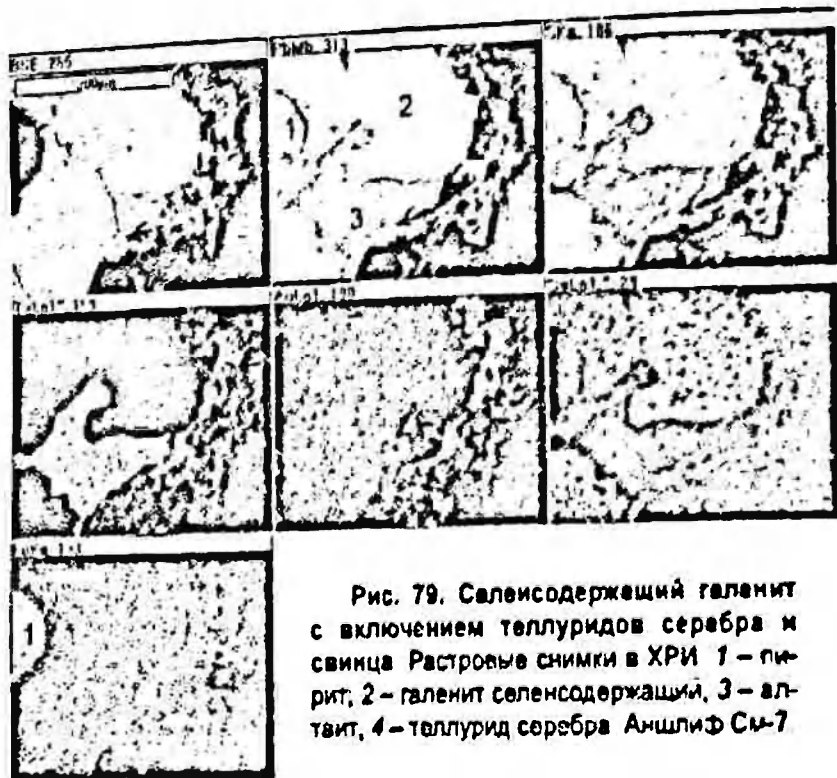 1
2
3
1
Рис. 79. Селенсодержащий галенит
с включением теллуридов серебра и
свинца Растровые снимки в ХРИ 1 – пи-
рит, 2 – галенит селенсодержащий, 3 – ал-
таит, 4 – теллурид серебра Аншлиф См-7